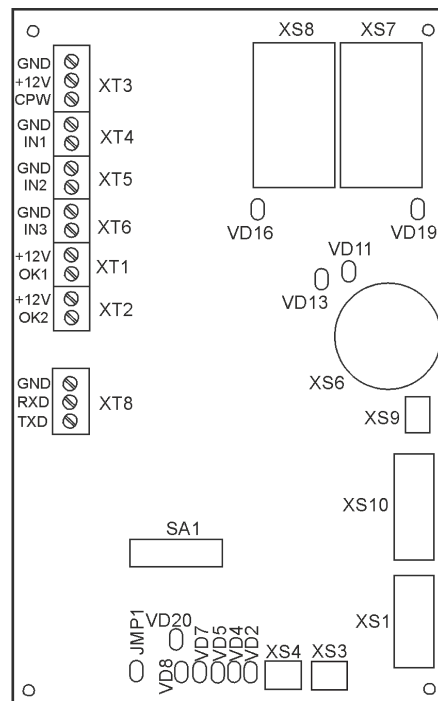 XS8 XS7
GND
+12V XT3
CPW
GND XT4
IN1
GND XT5
IN2
GND XT6
IN3
VD16 VD19
+12V XT1
OK1
VD11
VD13
+12V XT2
OK2
XS6
GND
RXD XT8
TXD
XS9
XS10
SA1
XS1
JMP1
VD20
VD8
VD7
VD5
VD4
VD2
XS4 XS3